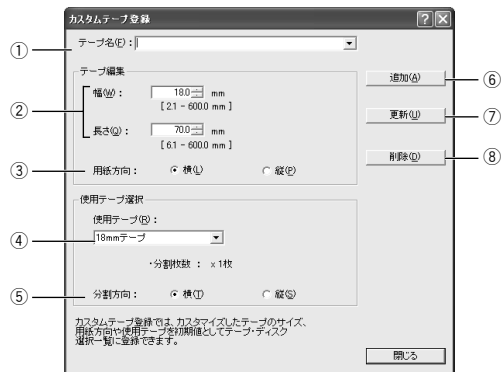 カスタムテープ登録
① テープ名(F):
テープ編集
② 幅(W): 18.0 mm
[ 2.1 - 600.0 mm ]
長さ(Q): 70.0 mm
[ 6.1 - 600.0 mm ]
③ 用紙方向: 横(L) 縦(P)
使用テープ選択
使用テープ(R):
④ 18mmテープ
・分割枚数 : x 1枚
⑤ 分割方向: 横(T) 縦(S)
カスタムテープ登録では、カスタマイズしたテープのサイズ、
用紙方向や使用テープを初期値としてテープ・ディスク
選択一覧に登録できます。
追加(A) ⑥
更新(U) ⑦
削除(D) ⑧
閉じる